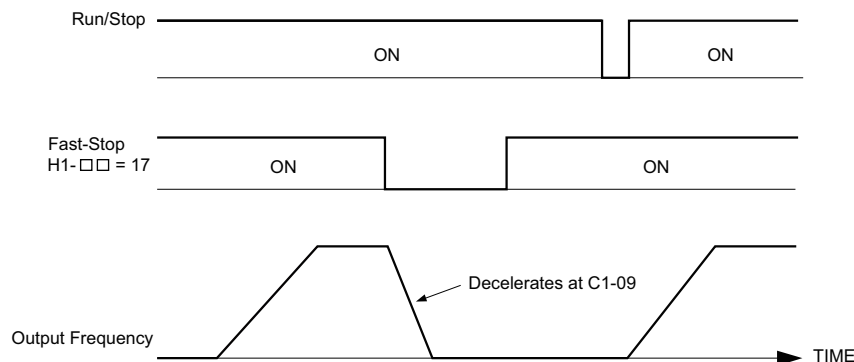 Run/Stop
ON
ON
Fast-Stop
H1-□□ = 17
ON
ON
Decelerates at C1-09
Output Frequency
TIME